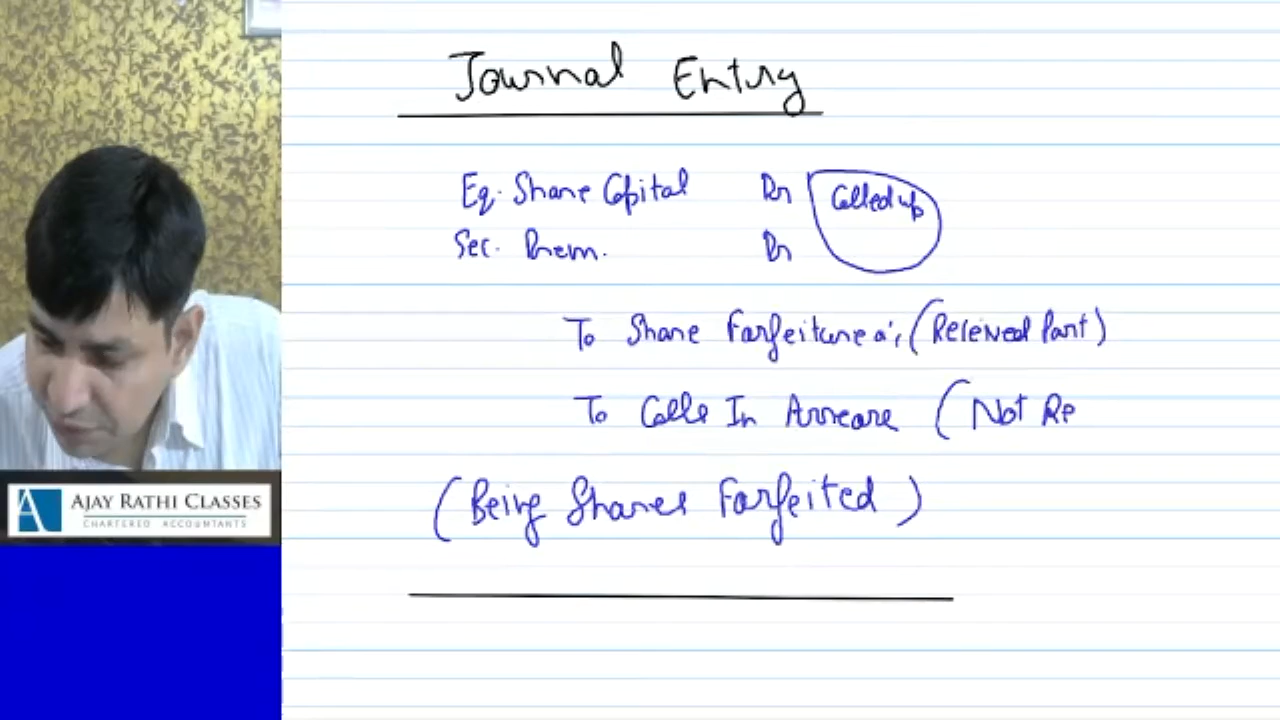 Journal Entry
Eq. Share Capital Dr Called up
Sec. Prem. Dr
To Share Forfeiture a/c (Received Part)
To Calls In Arrears (Not Re
(Being Shares Forfeited)
AJAY RATHI CLASSES
CHARTERED ACCOUNTANTS